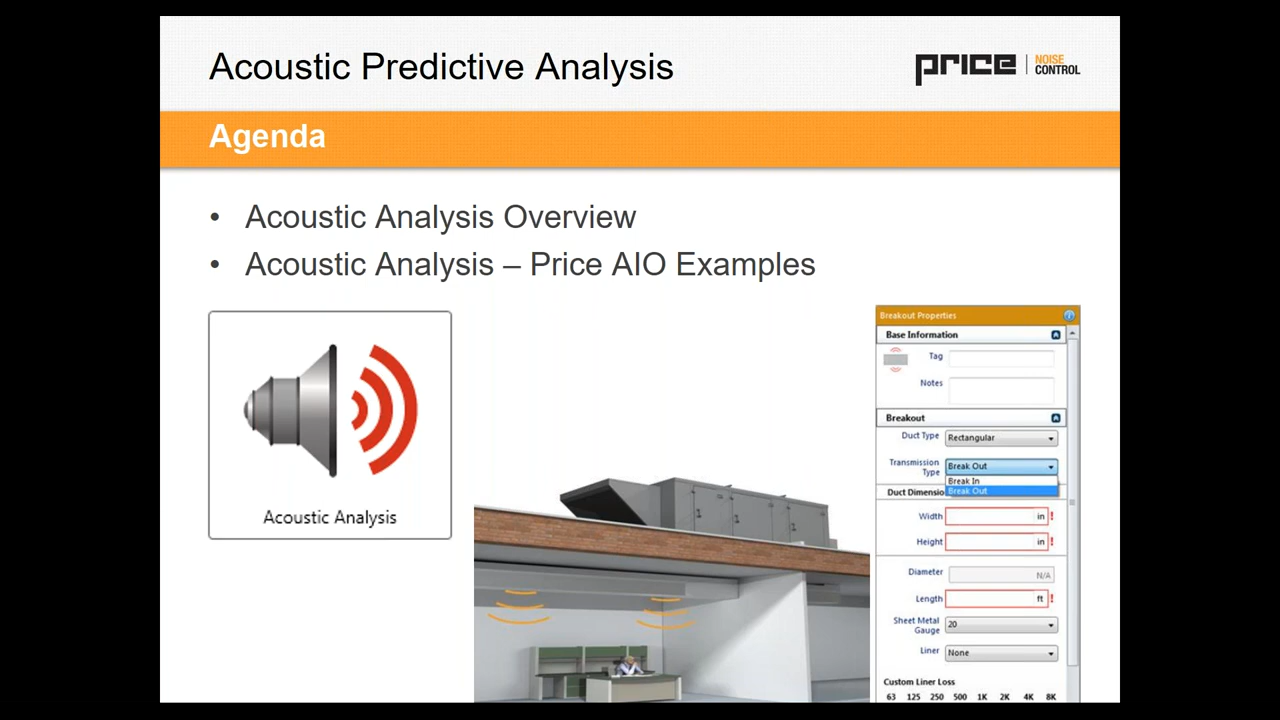 Acoustic Predictive Analysis
price | NOISE CONTROL
Agenda
• Acoustic Analysis Overview
• Acoustic Analysis – Price AIO Examples
Acoustic Analysis
Breakout Properties
Base Information
Tag
Notes
Breakout
Duct Type Rectangular
Transmission Type Break Out
Break In
Break Out
Duct Dimensio
Width in !
Height in !
Diameter N/A
Length ft !
Sheet Metal Gauge 20
Liner None
Custom Liner Loss
63 125 250 500 1K 2K 4K 8K